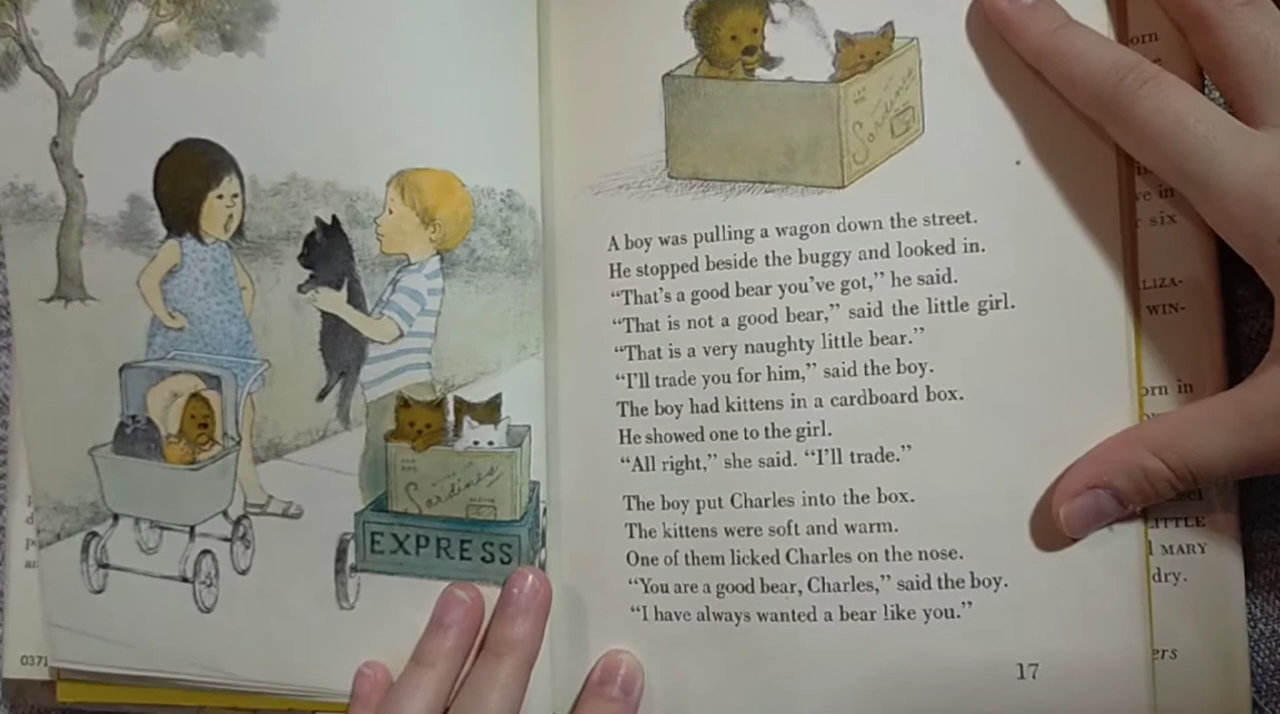 Sardines
EXPRESS
0371
Sardines
A boy was pulling a wagon down the street.
He stopped beside the buggy and looked in.
“That’s a good bear you’ve got,” he said.
“That is not a good bear,” said the little girl.
“That is a very naughty little bear.”
“I’ll trade you for him,” said the boy.
The boy had kittens in a cardboard box.
He showed one to the girl.
“All right,” she said. “I’ll trade.”
The boy put Charles into the box.
The kittens were soft and warm.
One of them licked Charles on the nose.
“You are a good bear, Charles,” said the boy.
“I have always wanted a bear like you.”
17
six
LIZA-
WIN-
in
LITTLE
MARY
dry.